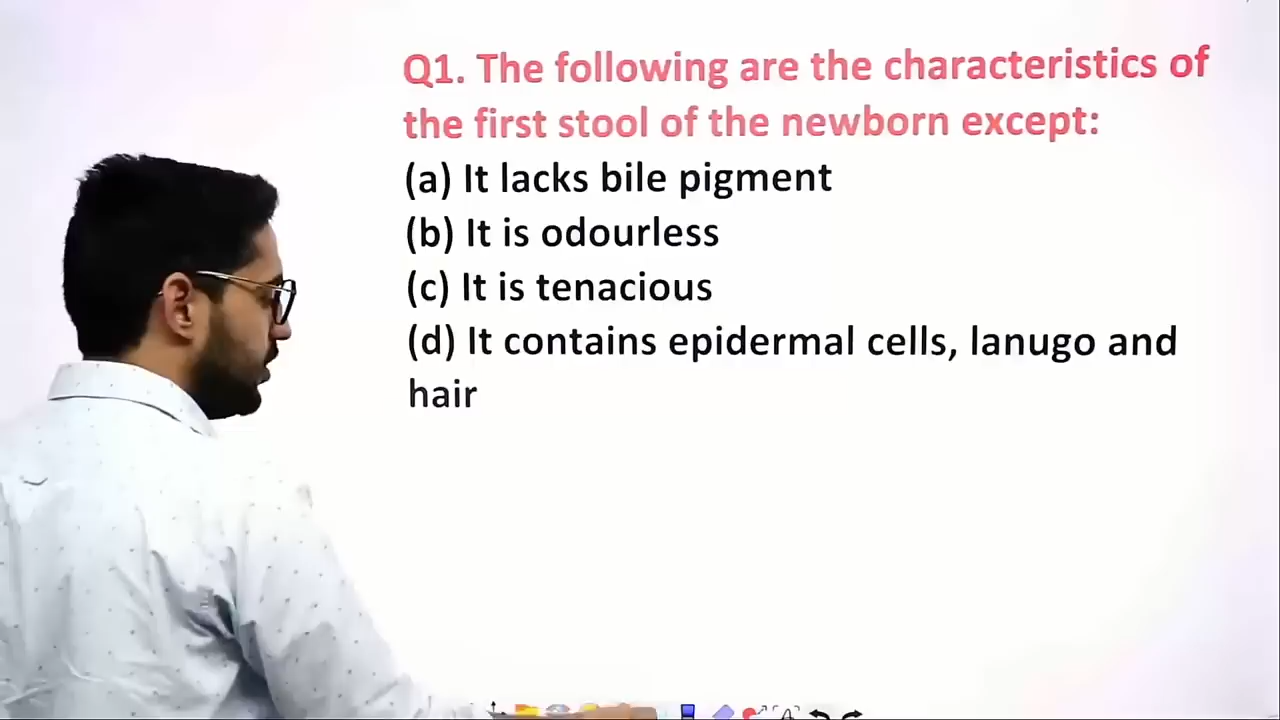 Q1. The following are the characteristics of
the first stool of the newborn except:
(a) It lacks bile pigment
(b) It is odourless
(c) It is tenacious
(d) It contains epidermal cells, lanugo and
hair